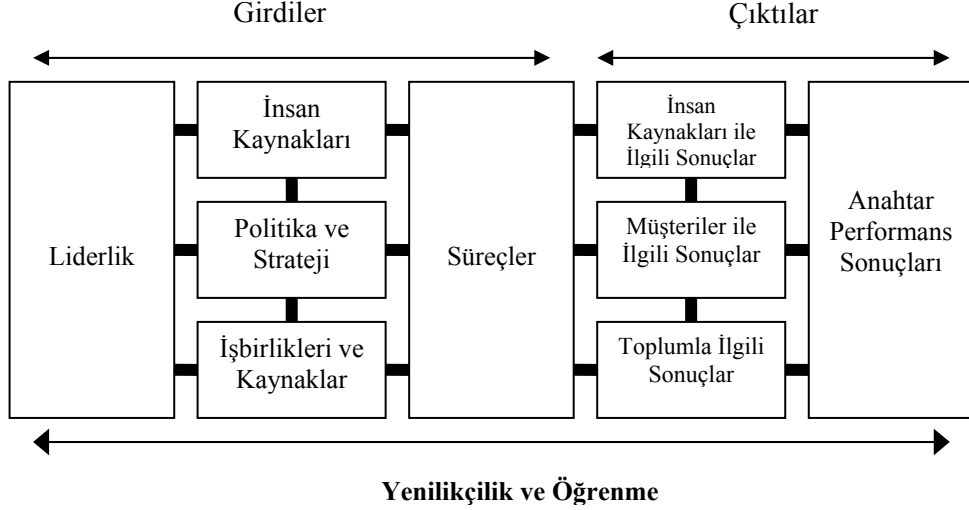 Girdiler
Çıktılar
Liderlik
İnsan
Kaynakları
Politika ve
Strateji
İşbirlikleri ve
Kaynaklar
Süreçler
İnsan
Kaynakları ile
İlgili Sonuçlar
Müşteriler ile
İlgili Sonuçlar
Toplumla İlgili
Sonuçlar
Anahtar
Performans
Sonuçları
Yenilikçilik ve Öğrenme